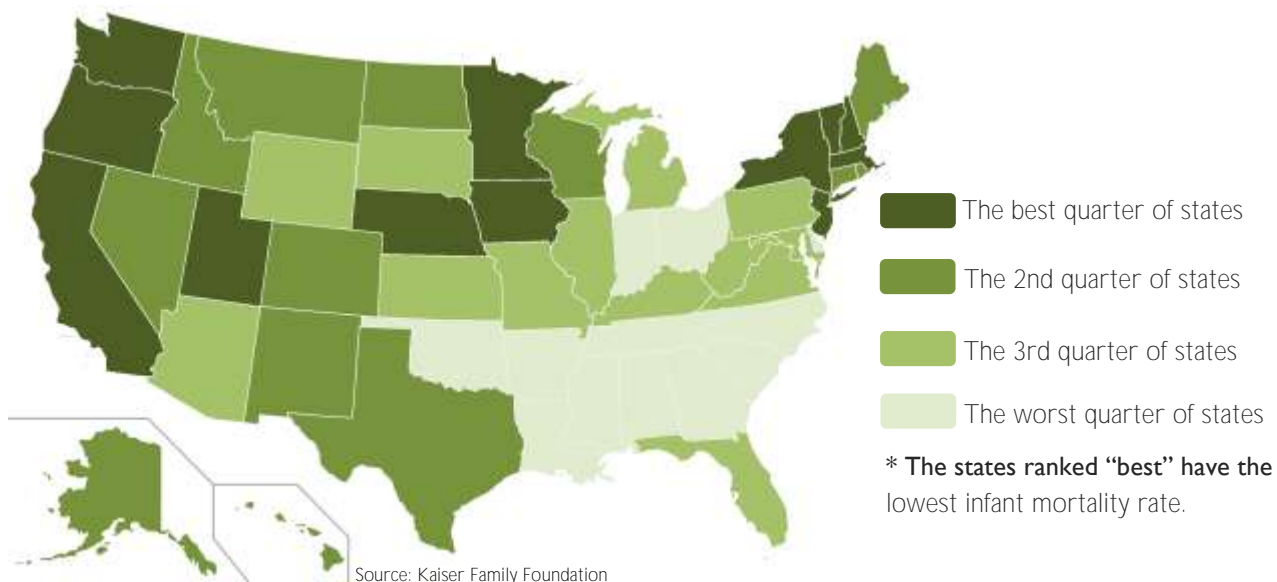 The best quarter of states
The 2nd quarter of states
The 3rd quarter of states
The worst quarter of states
* The states ranked “best” have the
lowest infant mortality rate.
Source: Kaiser Family Foundation